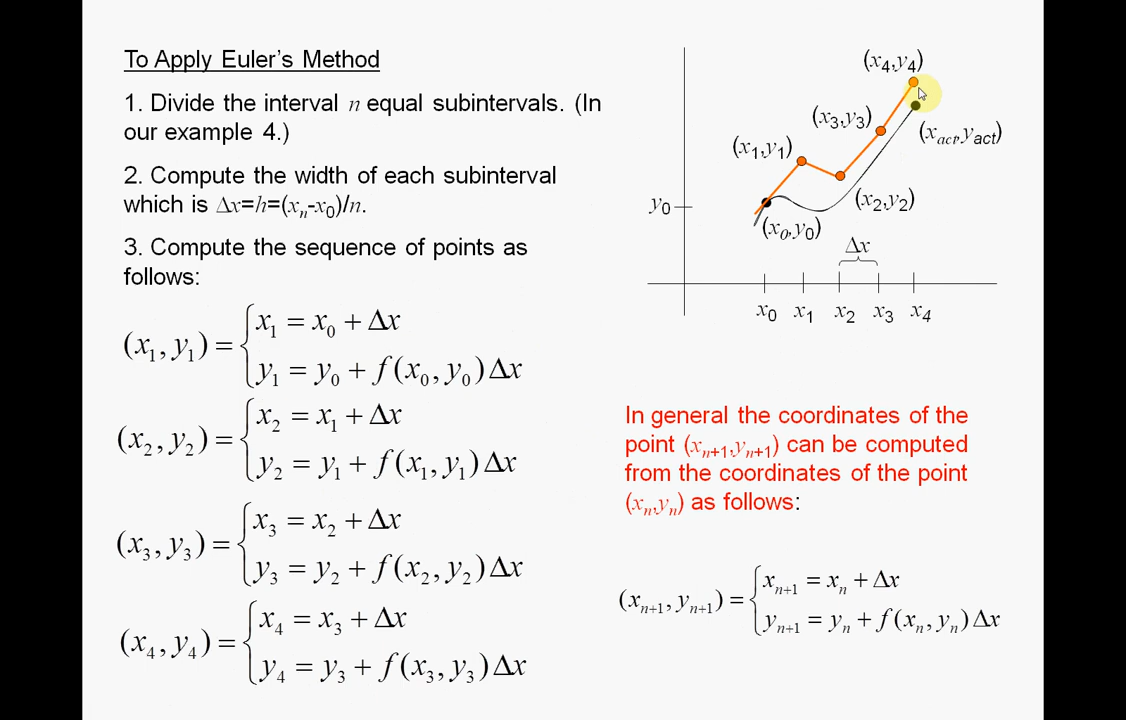 To Apply Euler's Method
1. Divide the interval n equal subintervals. (In
our example 4.)
2. Compute the width of each subinterval
which is Δx=h=(xₙ-x₀)/n.
3. Compute the sequence of points as
follows:
(x₁, y₁) = { x₁ = x₀ + Δx
y₁ = y₀ + f(x₀, y₀)Δx
(x₂, y₂) = { x₂ = x₁ + Δx
y₂ = y₁ + f(x₁, y₁)Δx
(x₃, y₃) = { x₃ = x₂ + Δx
y₃ = y₂ + f(x₂, y₂)Δx
(x₄, y₄) = { x₄ = x₃ + Δx
y₄ = y₃ + f(x₃, y₃)Δx
(x₄,y₄)
(x₃,y₃)
(x_act,y_act)
(x₁,y₁)
(x₂,y₂)
y₀
(x₀,y₀)
Δx
x₀ x₁ x₂ x₃ x₄
In general the coordinates of the
point (xₙ₊₁,yₙ₊₁) can be computed
from the coordinates of the point
(xₙ,yₙ) as follows:
(xₙ₊₁, yₙ₊₁) = { xₙ₊₁ = xₙ + Δx
yₙ₊₁ = yₙ + f(xₙ, yₙ)Δx